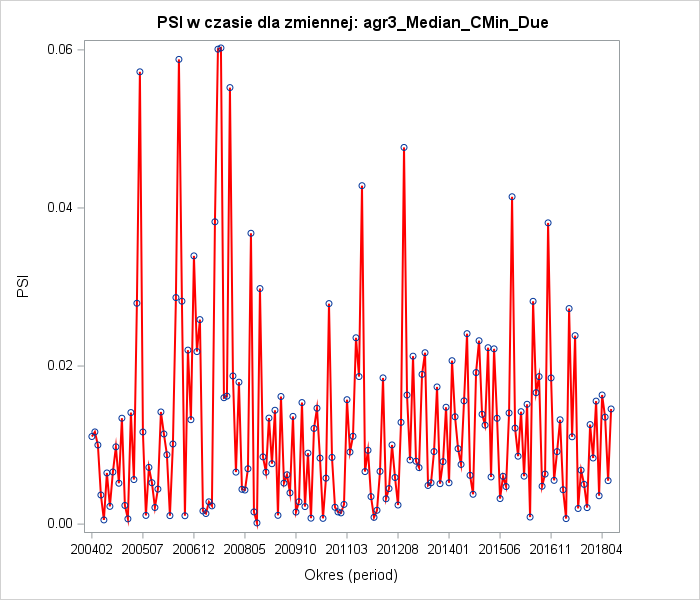 PSI w czasie dla zmiennej: agr3_Median_CMin_Due
0.06
0.04
0.02
0.00
PSI
200402 200507 200612 200805 200910 201103 201208 201401 201506 201611 201804
Okres (period)